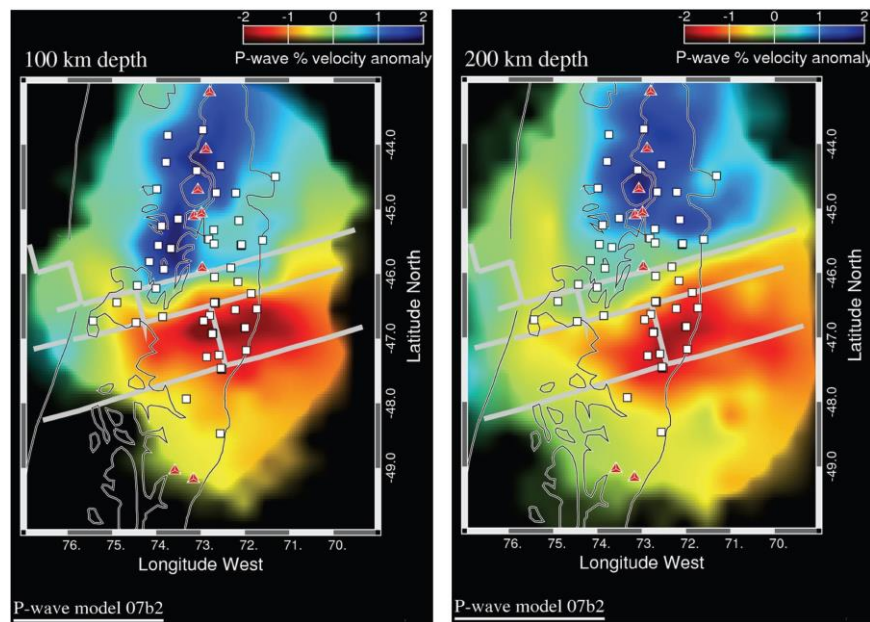 -2 -1 0 1 2
P-wave % velocity anomaly
100 km depth
-44.0
-45.0
-46.0
-47.0
-48.0
-49.0
Latitude North
76. 75. 74. 73. 72. 71. 70.
Longitude West
P-wave model 07b2
-2 -1 0 1 2
P-wave % velocity anomaly
200 km depth
-44.0
-45.0
-46.0
-47.0
-48.0
-49.0
Latitude North
76. 75. 74. 73. 72. 71. 70.
Longitude West
P-wave model 07b2